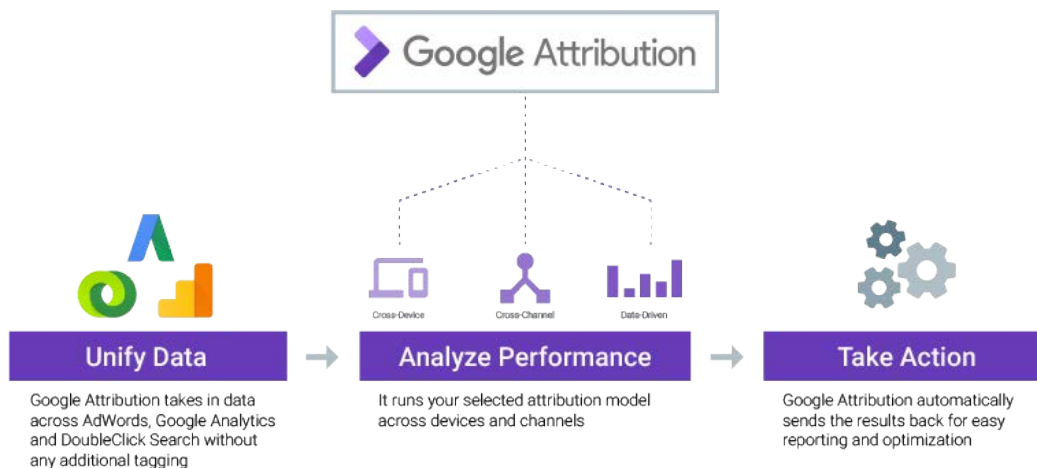 Google Attribution
Cross-Device
Cross-Channel
Data-Driven
Unify Data
Analyze Performance
Take Action
Google Attribution takes in data
across AdWords, Google Analytics
and DoubleClick Search without
any additional tagging
It runs your selected attribution model
across devices and channels
Google Attribution automatically
sends the results back for easy
reporting and optimization